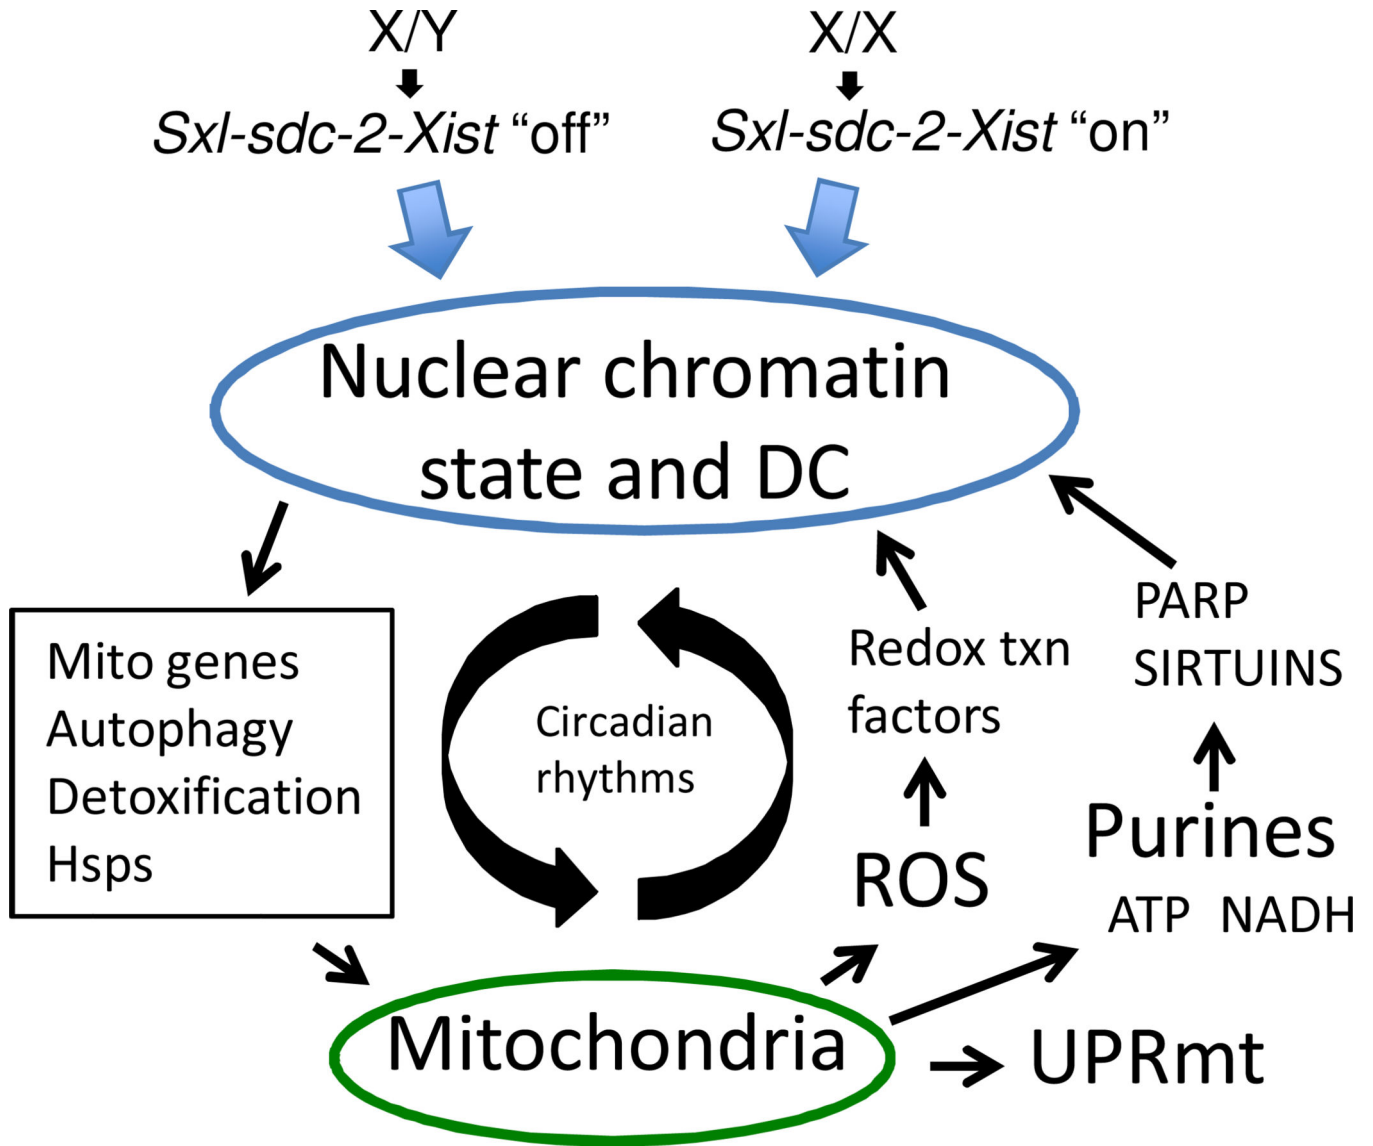 X/Y
X/X
Sxl-sdc-2-Xist “off”
Sxl-sdc-2-Xist “on”
Nuclear chromatin
state and DC
Mito genes
Autophagy
Detoxification
Hsps
Circadian
rhythms
Redox txn
factors
ROS
PARP
SIRTUINS
Purines
ATP NADH
Mitochondria
UPRmt